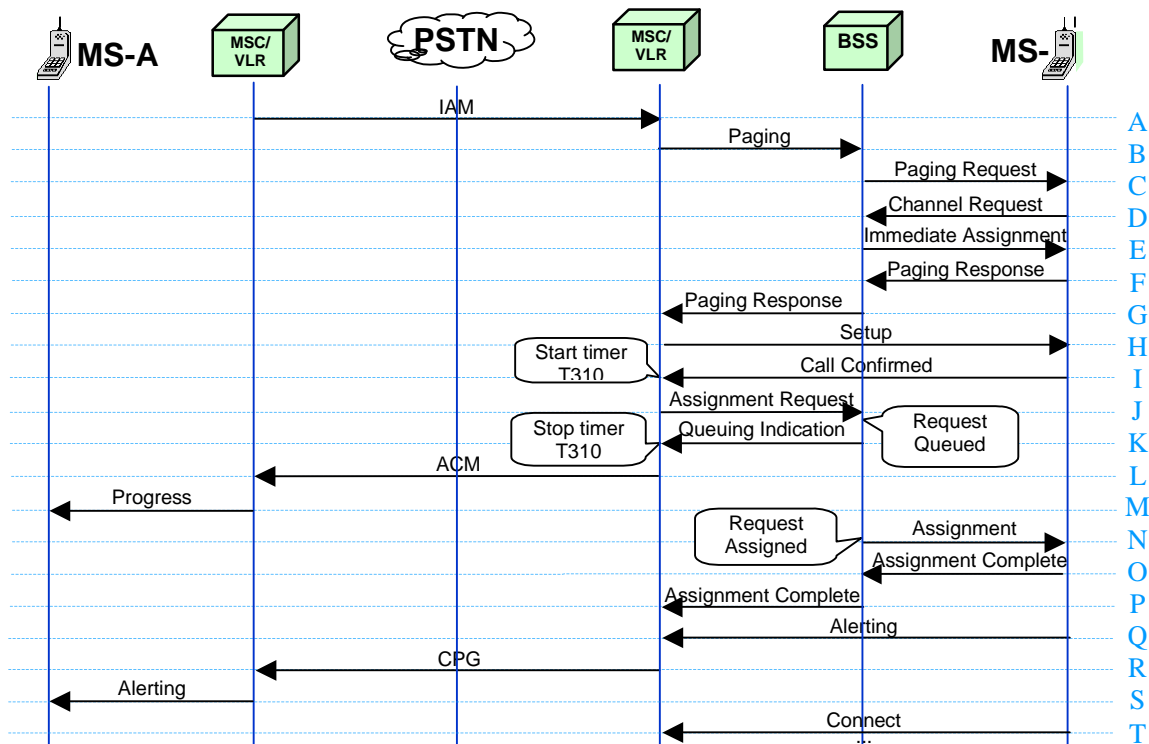 MS-A
MSC/
VLR
PSTN
MSC/
VLR
BSS
MS-
IAM
A
Paging
B
Paging Request
C
Channel Request
D
Immediate Assignment
E
Paging Response
F
Paging Response
G
Setup
H
Start timer
T310
Call Confirmed
I
Assignment Request
J
Request
Queued
Stop timer
T310
Queuing Indication
K
ACM
L
Progress
M
Request
Assigned
Assignment
N
Assignment Complete
O
Assignment Complete
P
Alerting
Q
CPG
R
Alerting
S
Connect
T
...